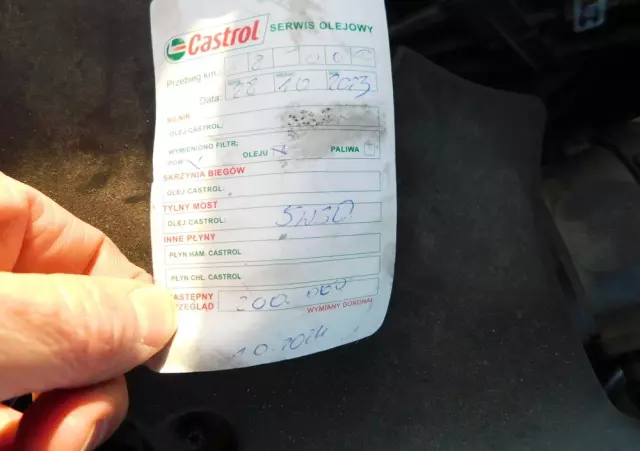 Castrol SERWIS OLEJOWY
Przebieg km.:
Data: 28 10 2023
SILNIK
OLEJ CASTROL:
WYMIENIONO FILTR:
POW. OLEJU PALIWA
SKRZYNIA BIEGÓW
OLEJ CASTROL:
TYLNY MOST
OLEJ CASTROL: 5W30
INNE PŁYNY
PŁYN HAM. CASTROL
PŁYN CHŁ. CASTROL
NASTĘPNY
PRZEGLĄD 200.000
WYMIANY DOKONAŁ
10.2024